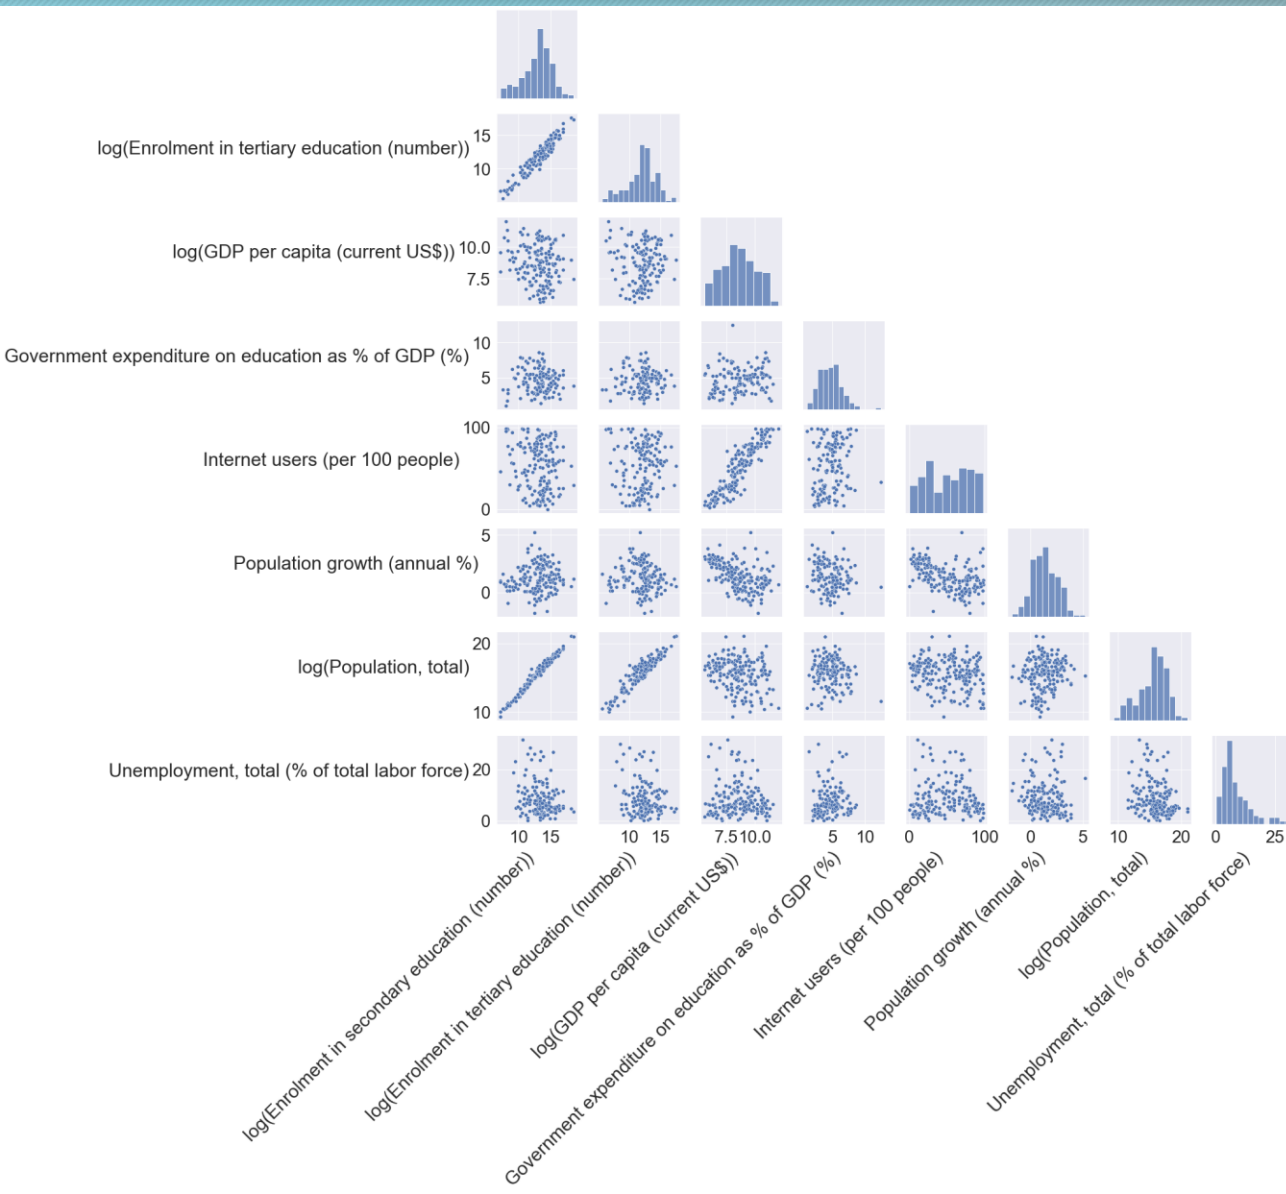 log(Enrolment in tertiary education (number))
15
10
log(GDP per capita (current US$))
10.0
7.5
Government expenditure on education as % of GDP (%)
10
5
Internet users (per 100 people)
100
0
Population growth (annual %)
5
0
log(Population, total)
20
10
Unemployment, total (% of total labor force)
20
0
10 15
10 15
7.5 10.0
5 10
0 100
0 5
10 20
0 25
log(Enrolment in secondary education (number))
log(Enrolment in tertiary education (number))
log(GDP per capita (current US$))
Government expenditure on education as % of GDP (%)
Internet users (per 100 people)
Population growth (annual %)
log(Population, total)
Unemployment, total (% of total labor force)